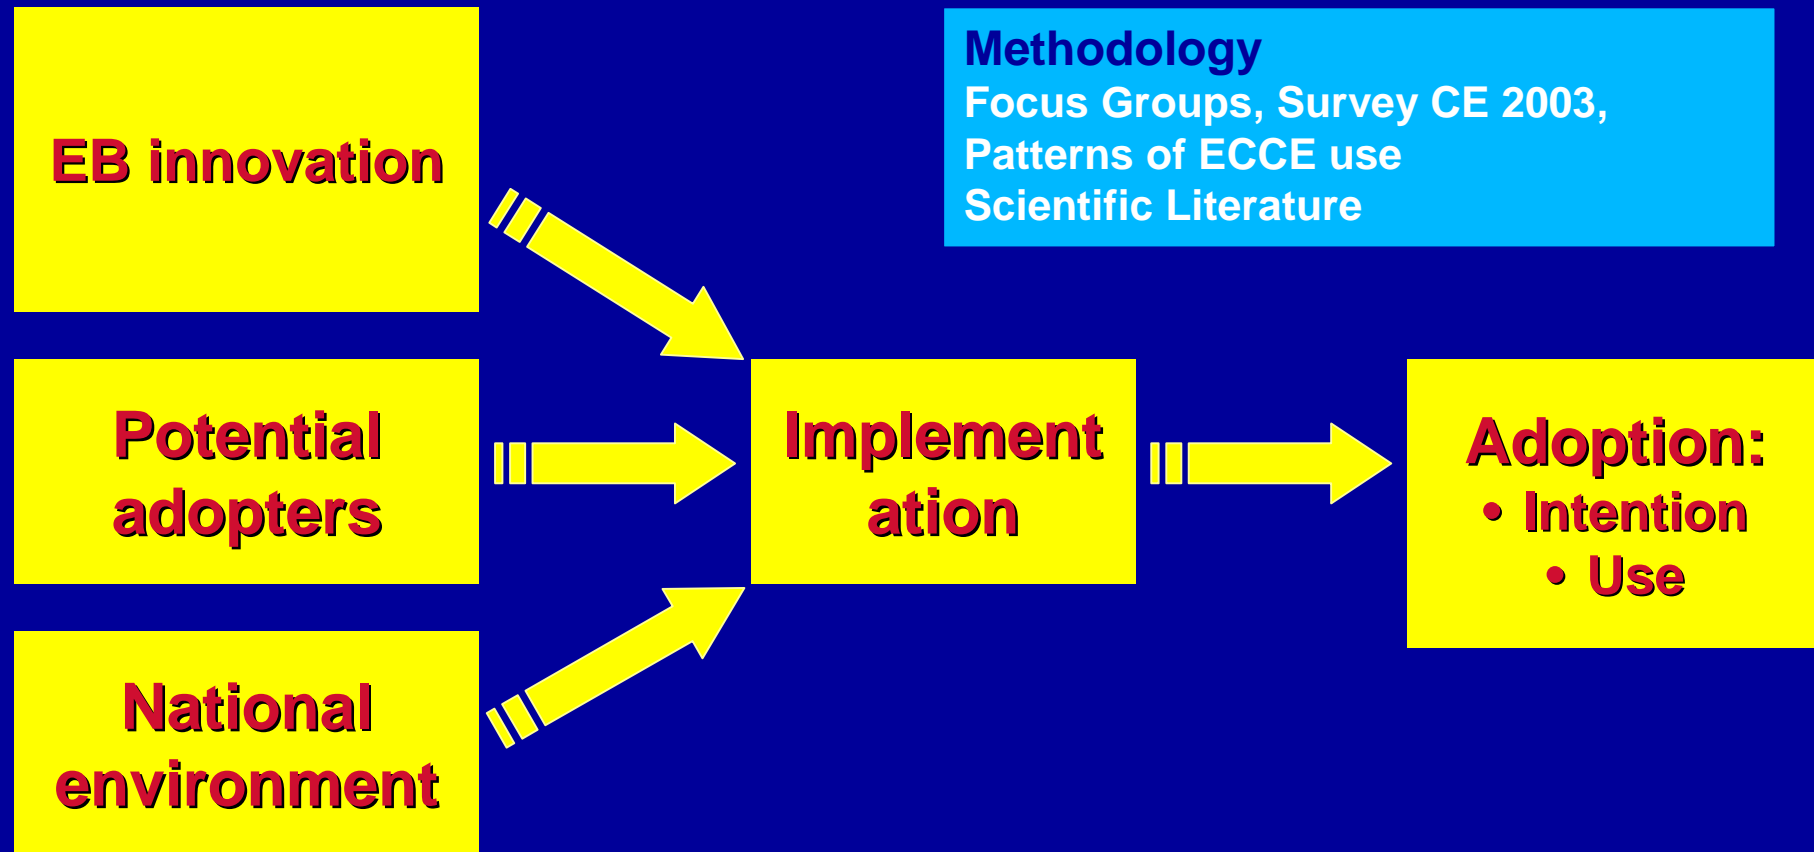 EB innovation
Methodology
Focus Groups, Survey CE 2003,
Patterns of ECCE use
Scientific Literature
Potential
adopters
Implement
ation
Adoption:
• Intention
• Use
National
environment